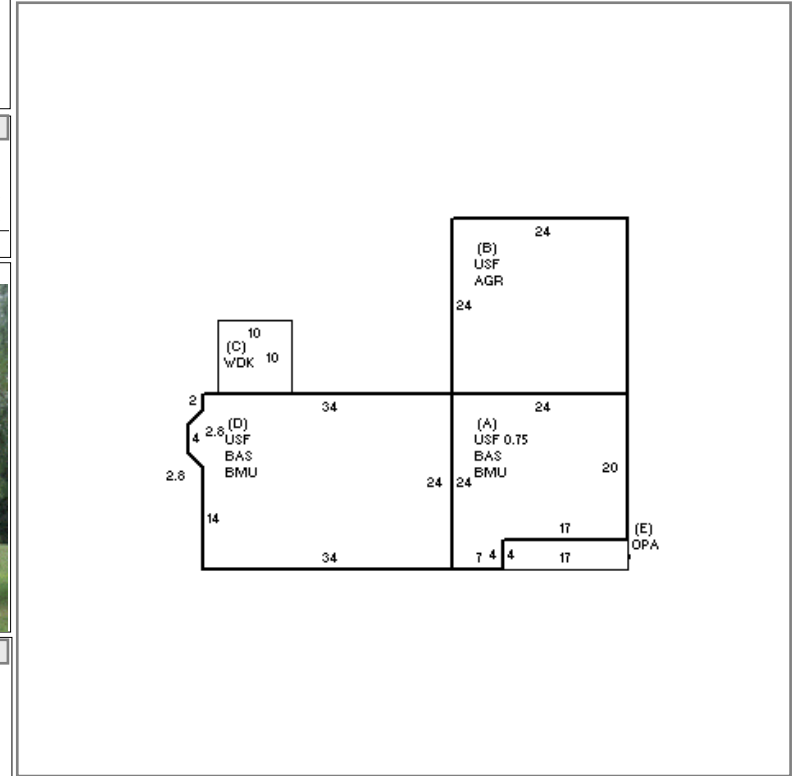 24
(B)
USF
AGR
24
10
(C)
WDK 10
2
34
24
2.8 (D)
4 USF
BAS
BMU
(A)
USF 0.75
BAS
BMU
2.8
24
24
20
14
17
(E)
OPA
34
7 4 4 17